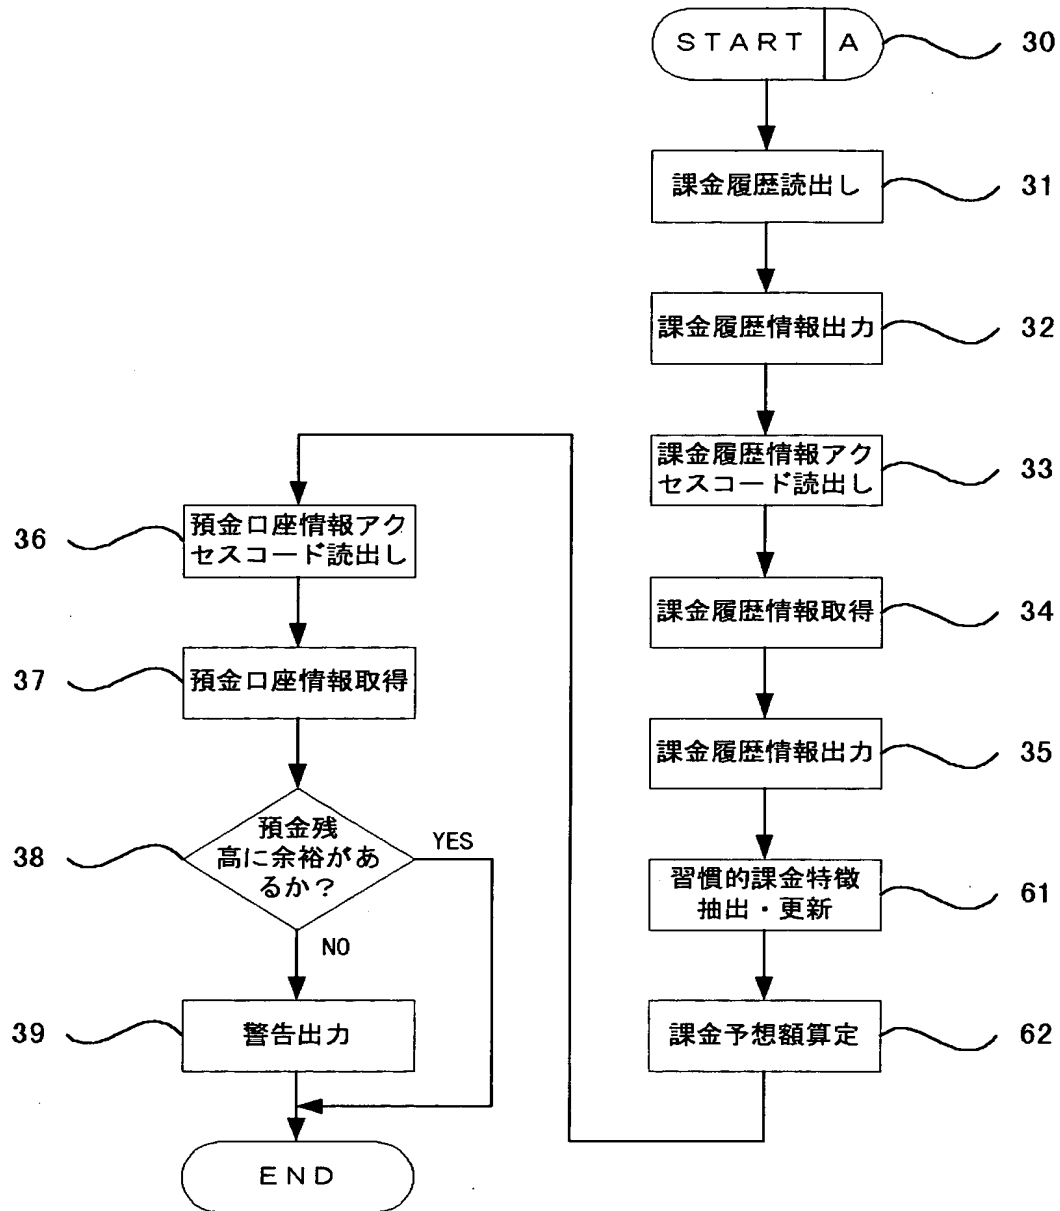 START A
30
課金履歴読出し
31
課金履歴情報出力
32
課金履歴情報アク
セスコード読出し
33
課金履歴情報取得
34
課金履歴情報出力
35
習慣的課金特徴
抽出・更新
61
課金予想額算定
62
36
預金口座情報アク
セスコード読出し
37
預金口座情報取得
38
預金残
高に余裕があ
るか？
YES
NO
39
警告出力
END